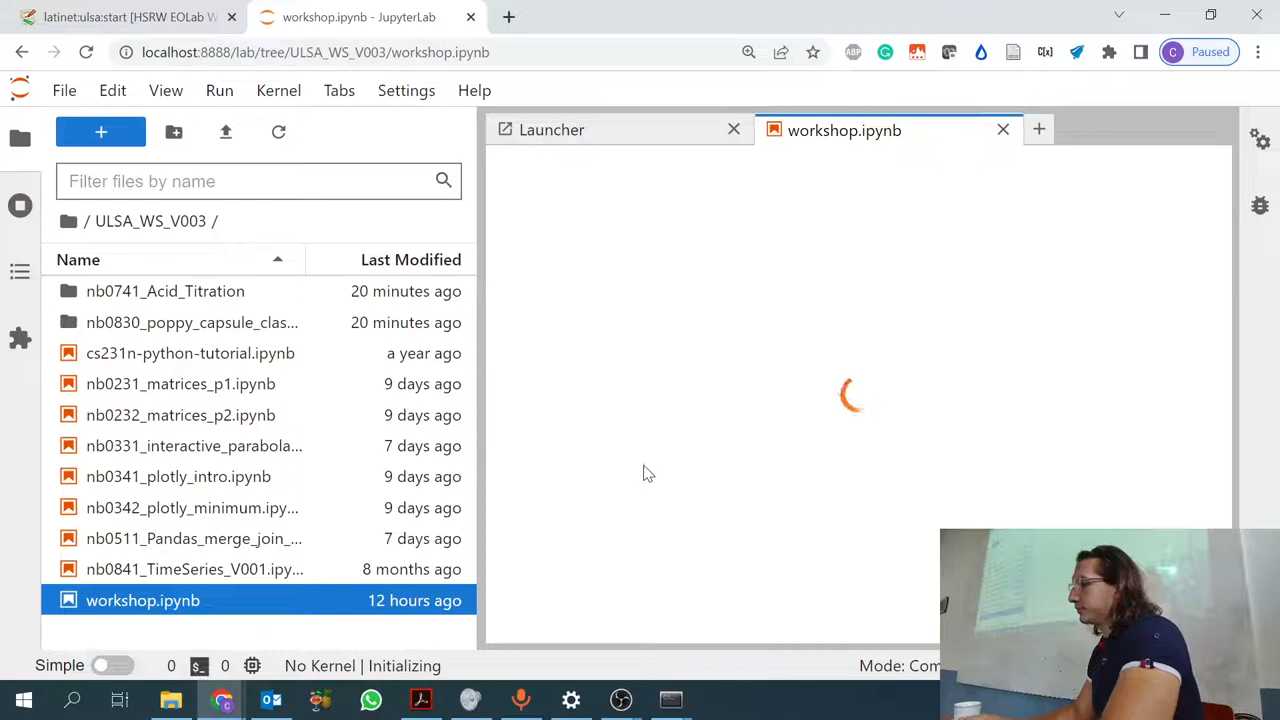 latinet:ulsa:start [HSRW EOLab W
workshop.ipynb - JupyterLab
localhost:8888/lab/tree/ULSA_WS_V003/workshop.ipynb
ABP
C[x]
C
Paused
File Edit View Run Kernel Tabs Settings Help
Launcher
workshop.ipynb
Filter files by name
/ ULSA_WS_V003 /
Name Last Modified
nb0741_Acid_Titration 20 minutes ago
nb0830_poppy_capsule_clas... 20 minutes ago
cs231n-python-tutorial.ipynb a year ago
nb0231_matrices_p1.ipynb 9 days ago
nb0232_matrices_p2.ipynb 9 days ago
nb0331_interactive_parabola... 7 days ago
nb0341_plotly_intro.ipynb 9 days ago
nb0342_plotly_minimum.ipy... 9 days ago
nb0511_Pandas_merge_join_... 7 days ago
nb0841_TimeSeries_V001.ipy... 8 months ago
workshop.ipynb 12 hours ago
Simple 0 $_ 0 No Kernel | Initializing Mode: Com